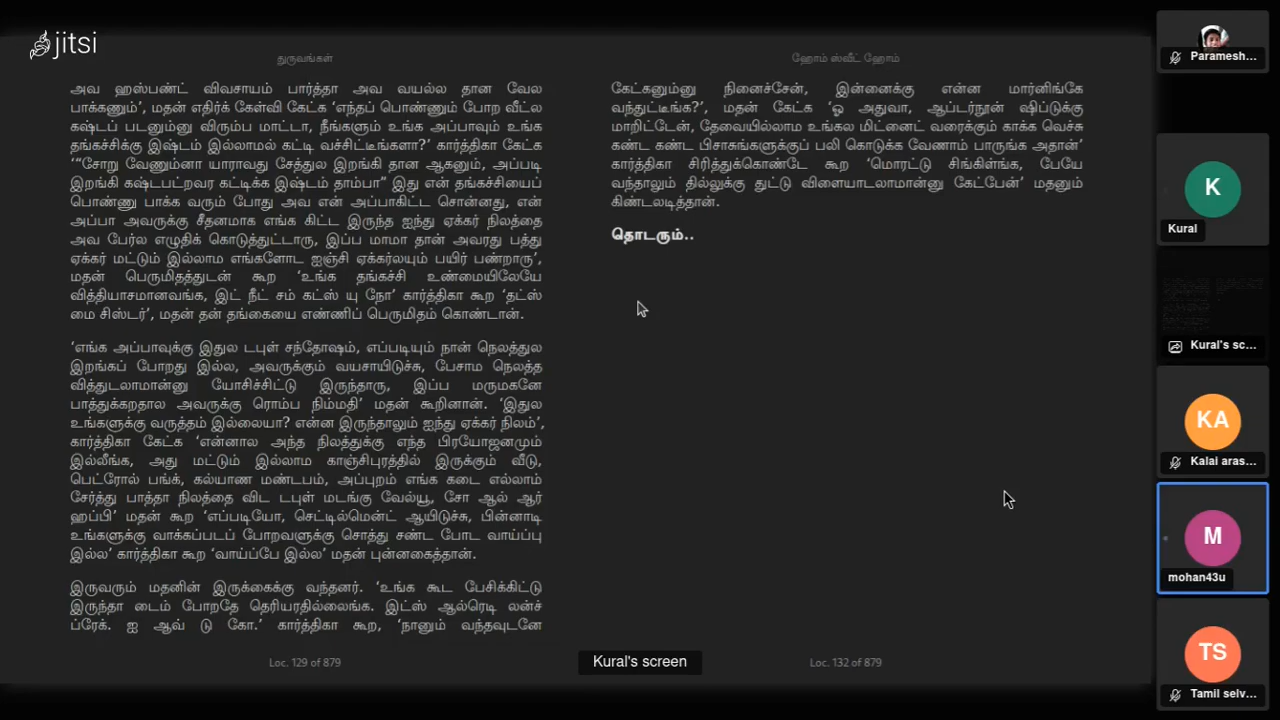 jitsi
துருவங்கள்
அவ ஹஸ்பண்ட் விவசாயம் பார்த்தா அவ வயல்ல தான வேல
பாக்கணும்', மதன் எதிர்க் கேள்வி கேட்க 'எந்தப் பொண்ணும் போற வீட்ல
கஷ்டப் படனும்னு விரும்ப மாட்டா, நீங்களும் உங்க அப்பாவும் உங்க
தங்கச்சிக்கு இஷ்டம் இல்லாமல் கட்டி வச்சிட்டீங்களா?' கார்த்திகா கேட்க
'"சோறு வேணும்னா யாராவது சேத்துல இறங்கி தான ஆகனும், அப்படி
இறங்கி கஷ்டபட்றவர கட்டிக்க இஷ்டம் தாம்பா" இது என் தங்கச்சியைப்
பொண்ணு பாக்க வரும் போது அவ என் அப்பாகிட்ட சொன்னது, என்
அப்பா அவருக்கு சீதனமாக எங்க கிட்ட இருந்த ஐந்து ஏக்கர் நிலத்தை
அவ பேர்ல எழுதிக் கொடுத்துட்டாரு, இப்ப மாமா தான் அவரது பத்து
ஏக்கர் மட்டும் இல்லாம எங்களோட ஐஞ்சி ஏக்கர்லயும் பயிர் பண்றாரு',
மதன் பெருமிதத்துடன் கூற 'உங்க தங்கச்சி உண்மையிலேயே
வித்தியாசமானவங்க, இட் நீட் சம் கட்ஸ் யு நோ' கார்த்திகா கூற 'தட்ஸ்
மை சிஸ்டர்', மதன் தன் தங்கையை எண்ணிப் பெருமிதம் கொண்டான்.
'எங்க அப்பாவுக்கு இதுல டபுள் சந்தோஷம், எப்படியும் நான் நெலத்துல
இறங்கப் போறது இல்ல, அவருக்கும் வயசாயிடுச்சு, பேசாம நெலத்த
வித்துடலாமான்னு யோசிச்சிட்டு இருந்தாரு, இப்ப மருமகனே
பாத்துக்கறதால அவருக்கு ரொம்ப நிம்மதி' மதன் கூறினான். 'இதுல
உங்களுக்கு வருத்தம் இல்லையா? என்ன இருந்தாலும் ஐந்து ஏக்கர் நிலம்',
கார்த்திகா கேட்க 'என்னால அந்த நிலத்துக்கு எந்த பிரயோஜனமும்
இல்லீங்க, அது மட்டும் இல்லாம காஞ்சிபுரத்தில் இருக்கும் வீடு,
பெட்ரோல் பங்க், கல்யாண மண்டபம், அப்புறம் எங்க கடை எல்லாம்
சேர்த்து பாத்தா நிலத்தை விட டபுள் மடங்கு வேல்யூ, சோ ஆல் ஆர்
ஹப்பி' மதன் கூற 'எப்படியோ, செட்டில்மென்ட் ஆயிடுச்சு, பின்னாடி
உங்களுக்கு வாக்கப்படப் போறவளுக்கு சொத்து சண்ட போட வாய்ப்பு
இல்ல' கார்த்திகா கூற 'வாய்ப்பே இல்ல' மதன் புன்னகைத்தான்.
இருவரும் மதனின் இருக்கைக்கு வந்தனர். 'உங்க கூட பேசிக்கிட்டு
இருந்தா டைம் போறதே தெரியரதில்லைங்க. இட்ஸ் ஆல்ரெடி லன்ச்
ப்ரேக். ஐ ஆவ் டு கோ.' கார்த்திகா கூற, 'நானும் வந்தவுடனே
Loc. 129 of 879
ஹோம் ஸ்வீட் ஹோம்
கேட்கனும்னு நினைச்சேன், இன்னைக்கு என்ன மார்னிங்கே
வந்துட்டீங்க?', மதன் கேட்க 'ஓ அதுவா, ஆப்டர்நூன் ஷிப்டுக்கு
மாறிட்டேன், தேவையில்லாம உங்கல மிட்னைட் வரைக்கும் காக்க வெச்சு
கண்ட கண்ட பிசாசுங்களுக்குப் பலி கொடுக்க வேணாம் பாருங்க அதான்'
கார்த்திகா சிரித்துக்கொண்டே கூற 'மொரட்டு சிங்கிள்ங்க, பேயே
வந்தாலும் தில்லுக்கு துட்டு விளையாடலாமான்னு கேட்பேன்' மதனும்
கிண்டலடித்தான்.
தொடரும்..
Loc. 132 of 879
Kural's screen
Paramesh...
K
Kural
Kural's sc...
KA
Kalai aras...
M
mohan43u
TS
Tamil selv...